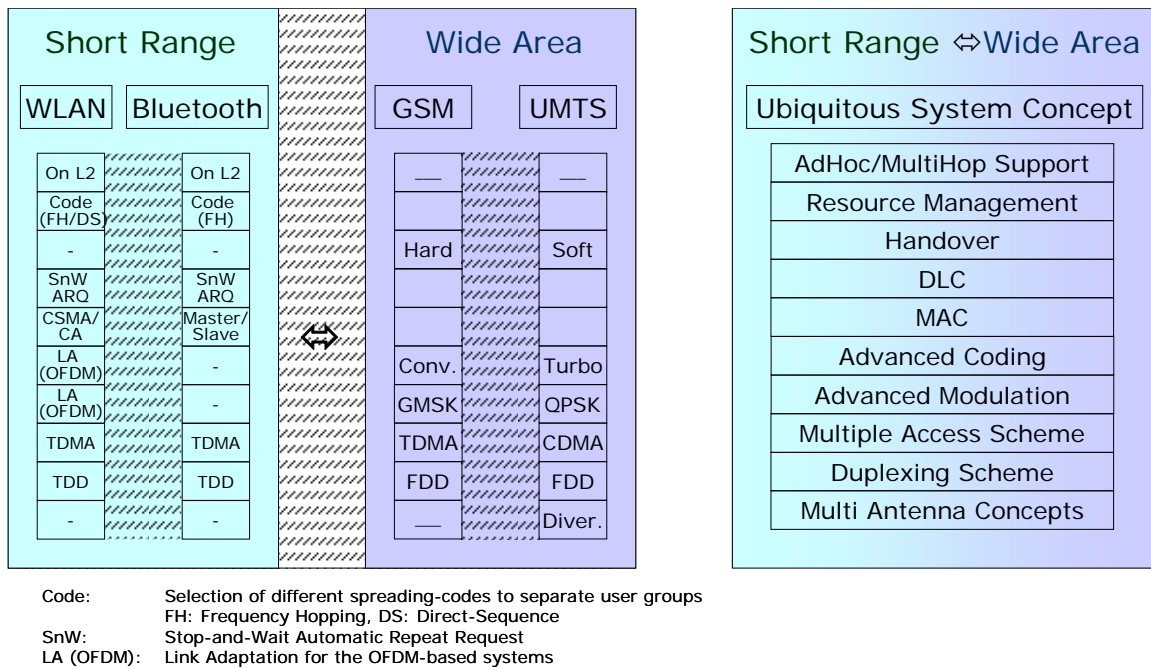 Short Range
Wide Area
Short Range ⇔Wide Area
WLAN
Bluetooth
GSM
UMTS
Ubiquitous System Concept
On L2
On L2
___
___
AdHoc/MultiHop Support
Code
(FH/DS)
Code
(FH)
Resource Management
-
-
Hard
Soft
Handover
SnW
ARQ
SnW
ARQ
DLC
CSMA/
CA
Master/
Slave
MAC
LA
(OFDM)
-
Conv.
Turbo
Advanced Coding
LA
(OFDM)
-
GMSK
QPSK
Advanced Modulation
TDMA
TDMA
TDMA
CDMA
Multiple Access Scheme
TDD
TDD
FDD
FDD
Duplexing Scheme
-
-
___
Diver.
Multi Antenna Concepts
Code: Selection of different spreading-codes to separate user groups
FH: Frequency Hopping, DS: Direct-Sequence
SnW: Stop-and-Wait Automatic Repeat Request
LA (OFDM): Link Adaptation for the OFDM-based systems